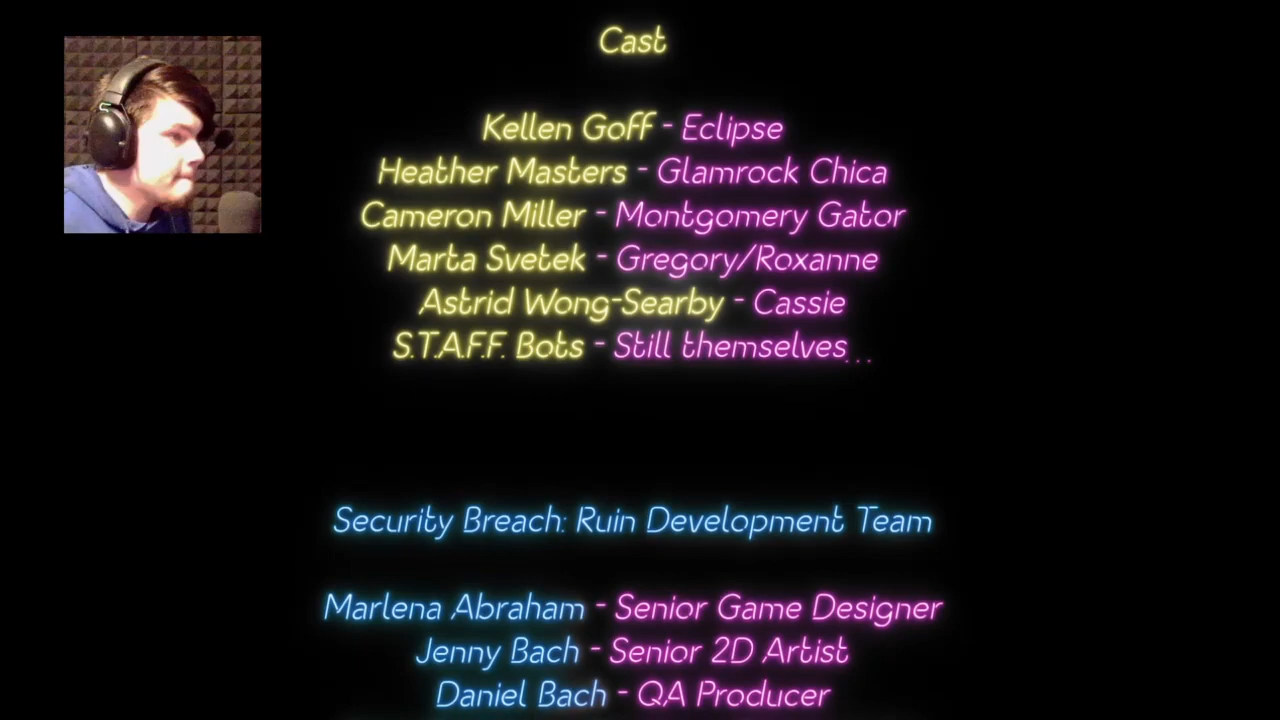 Cast
Kellen Goff - Eclipse
Heather Masters - Glamrock Chica
Cameron Miller - Montgomery Gator
Marta Svetek - Gregory/Roxanne
Astrid Wong-Searby - Cassie
S.T.A.F.F. Bots - Still themselves...
Security Breach: Ruin Development Team
Marlena Abraham - Senior Game Designer
Jenny Bach - Senior 2D Artist
Daniel Bach - QA Producer